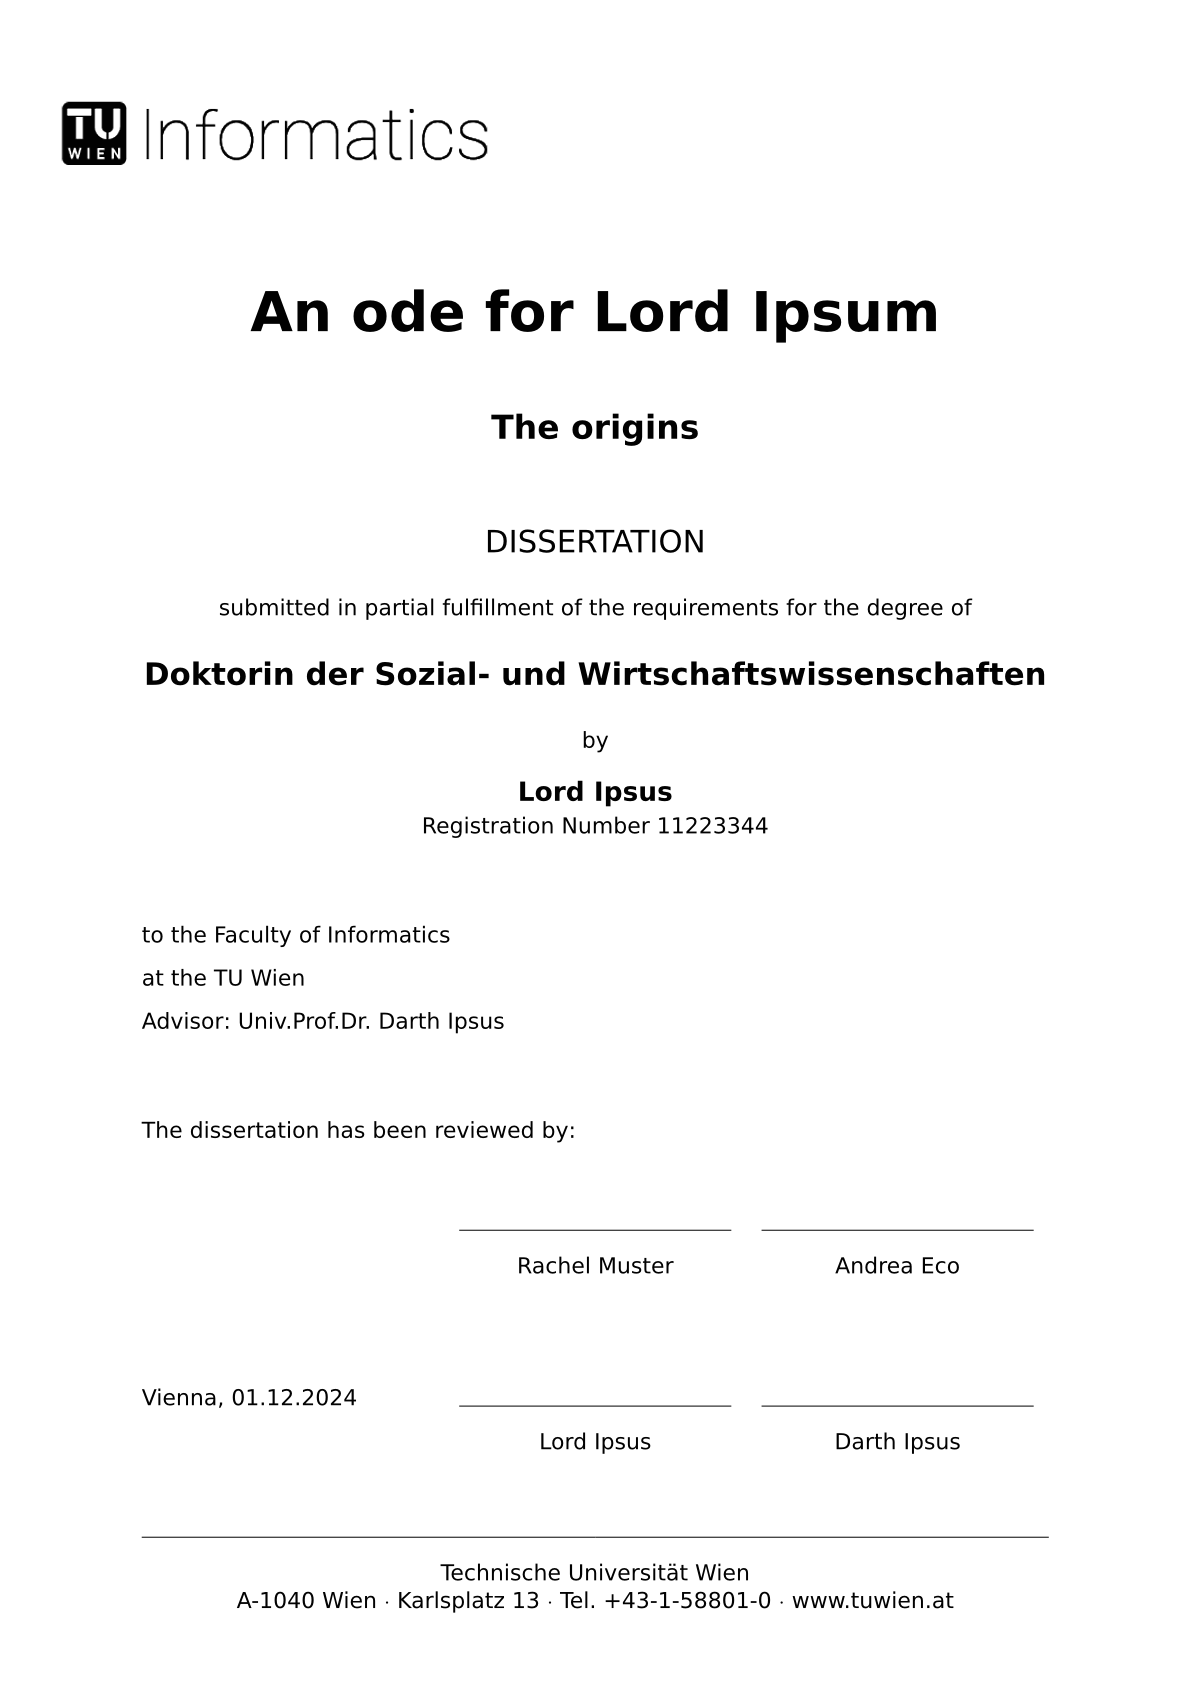 TU
WIEN
Informatics
An ode for Lord Ipsum
The origins
DISSERTATION
submitted in partial fulfillment of the requirements for the degree of
Doktorin der Sozial- und Wirtschaftswissenschaften
by
Lord Ipsus
Registration Number 11223344
to the Faculty of Informatics
at the TU Wien
Advisor: Univ.Prof.Dr. Darth Ipsus
The dissertation has been reviewed by:
Rachel Muster Andrea Eco
Vienna, 01.12.2024
Lord Ipsus Darth Ipsus
Technische Universität Wien
A-1040 Wien · Karlsplatz 13 · Tel. +43-1-58801-0 · www.tuwien.at